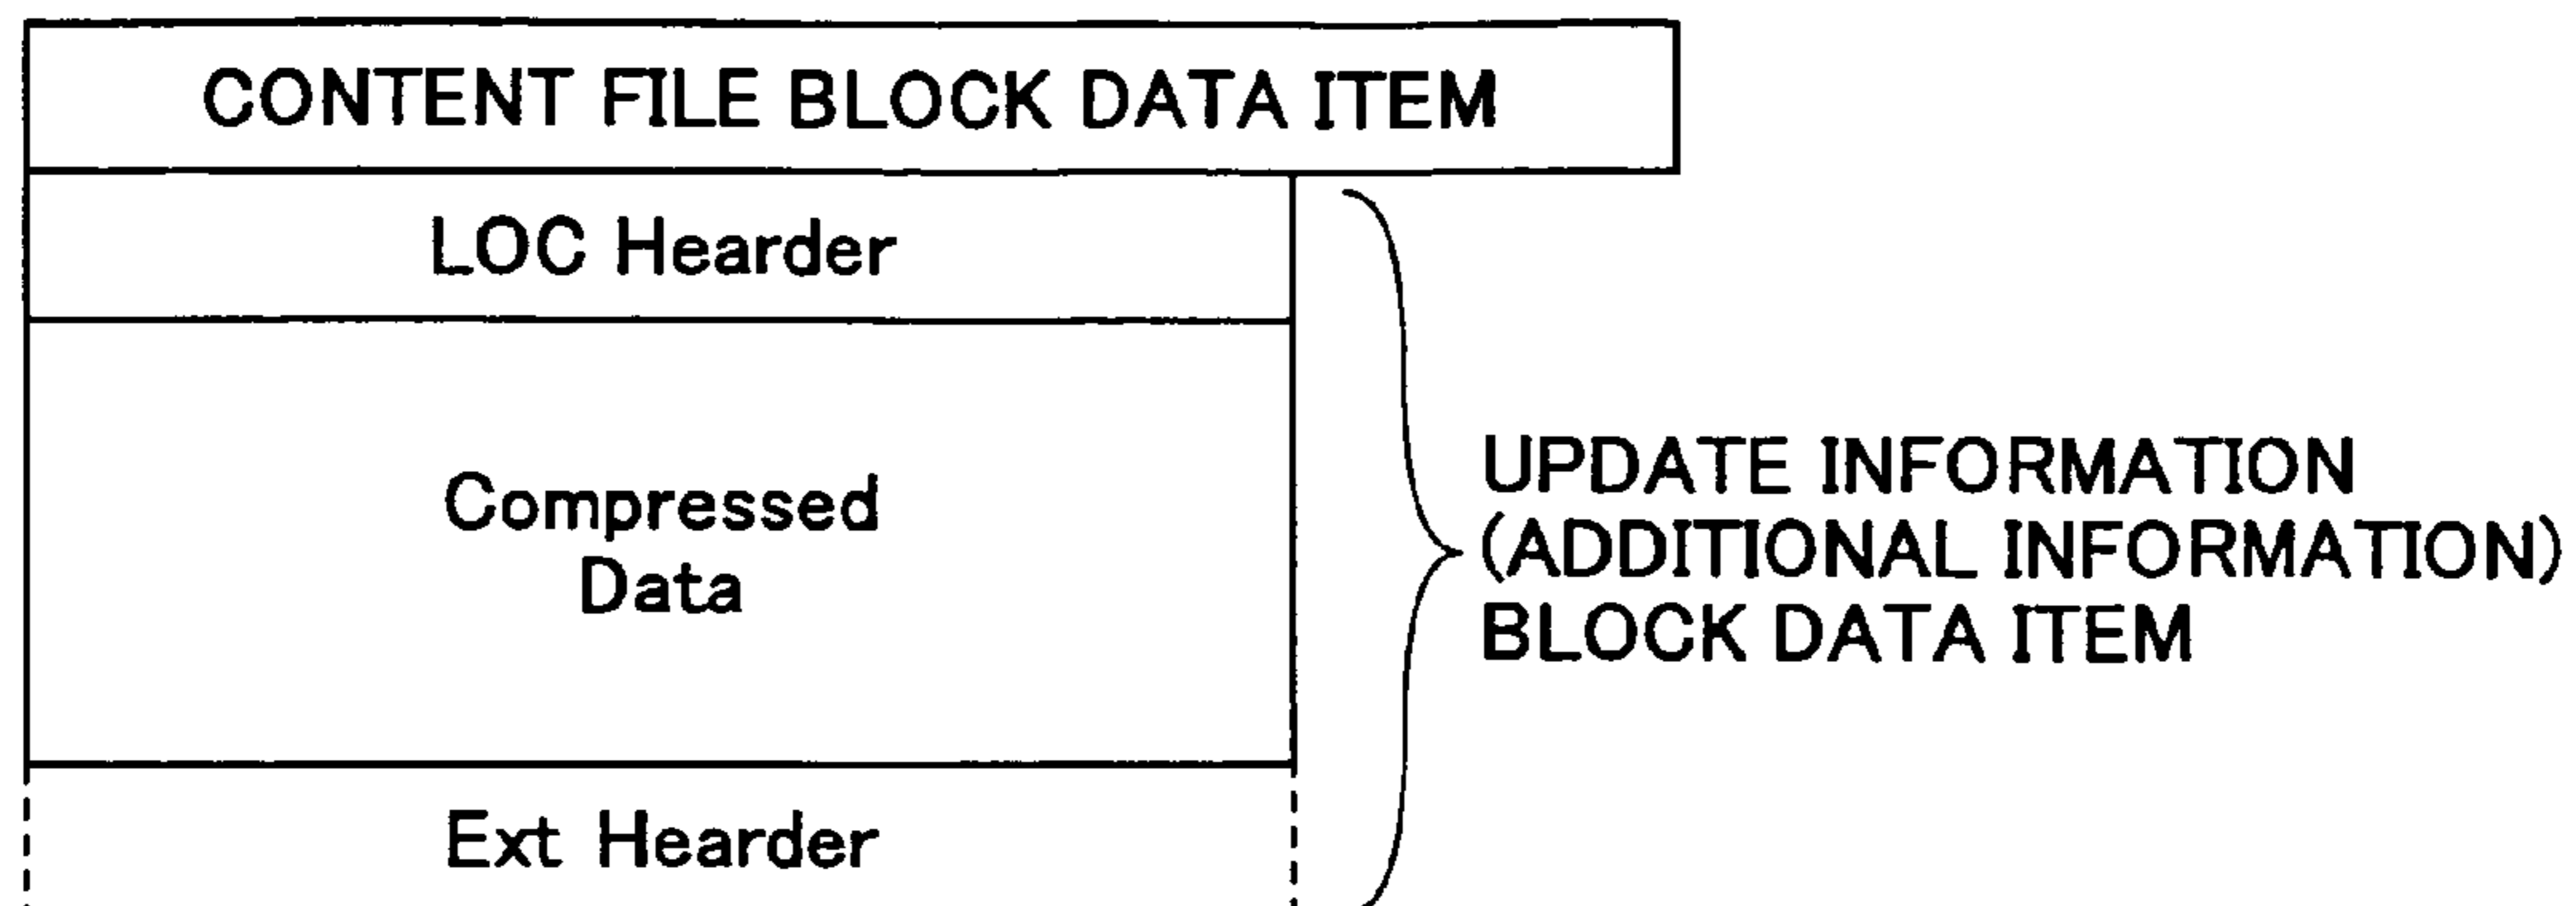 CONTENT FILE BLOCK DATA ITEM
LOC Hearder
Compressed
Data
UPDATE INFORMATION
(ADDITIONAL INFORMATION)
BLOCK DATA ITEM
Ext Hearder